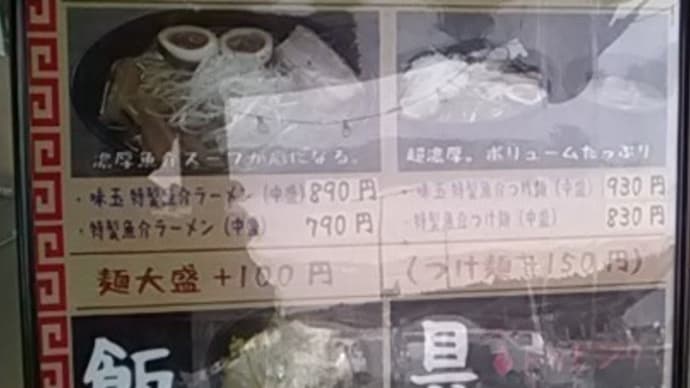 濃厚魚介スープが癖になる。
超濃厚。ボリュームたっぷり
・味玉 特製魚介ラーメン(中盛) 890円
・特製魚介ラーメン(中盛) 790円
・味玉 特製魚介つけ麺(中盛) 930円
・特製魚介つけ麺(中盛) 830円
麺大盛 +100円
(つけ麺 +150円)
飯
具